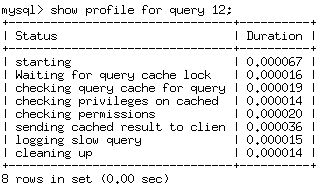 mysql> show profile for query 12;
+--------------------------------+----------+
| Status                         | Duration |
+--------------------------------+----------+
| starting                       | 0.000067 |
| Waiting for query cache lock   | 0.000016 |
| checking query cache for query | 0.000019 |
| checking privileges on cached  | 0.000014 |
| checking permissions           | 0.000020 |
| sending cached result to clien | 0.000036 |
| logging slow query             | 0.000015 |
| cleaning up                    | 0.000014 |
+--------------------------------+----------+
8 rows in set (0.00 sec)